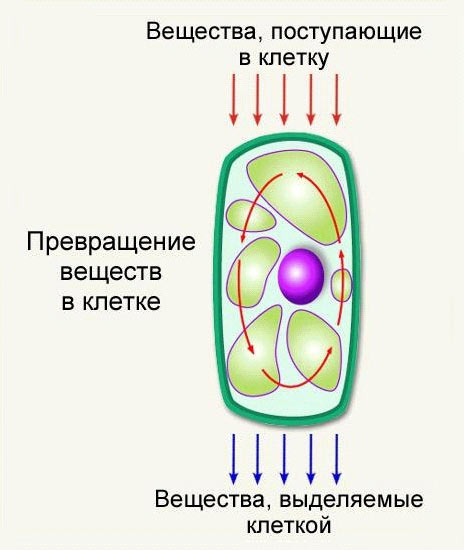 Вещества, поступающие
в клетку
Превращение
веществ
в клетке
Вещества, выделяемые
клеткой